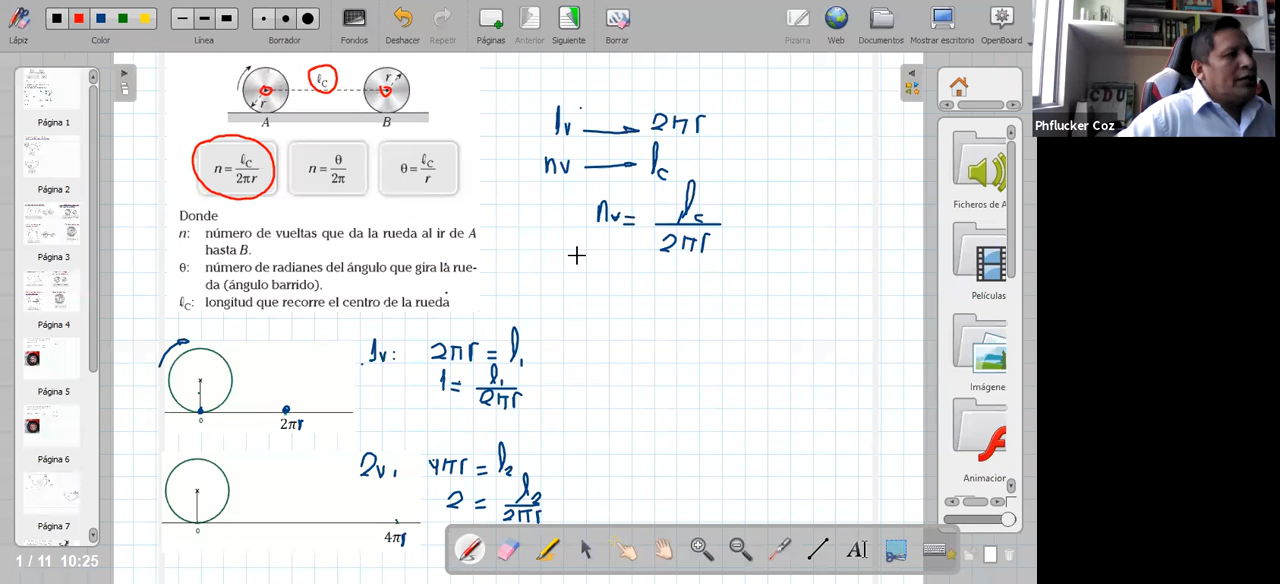 Lápiz
Color
Línea
Borrador
Fondos
Deshacer
Repetir
Páginas
Anterior
Siguiente
Borrar
Pizarra
Web
Documentos
Mostrar escritorio
OpenBoard
Página 1
Página 2
Página 3
Página 4
Página 5
Página 6
Página 7
1 / 11 10:25
ℓC
r r
A B
n = ℓC / 2πr
n = θ / 2π
θ = ℓC / r
Donde
n: número de vueltas que da la rueda al ir de A
hasta B.
θ: número de radianes del ángulo que gira la rue-
da (ángulo barrido).
ℓC: longitud que recorre el centro de la rueda
1v → 2πr
nv → lc
nv = lc / 2πr
0
2πr
1v: 2πr = l1
1 = l1 / 2πr
0
4πr
2v, 4πr = l2
2 = l2 / 2πr
Phflucker Coz
Ficheros de A
Películas
Imágene
Animacion